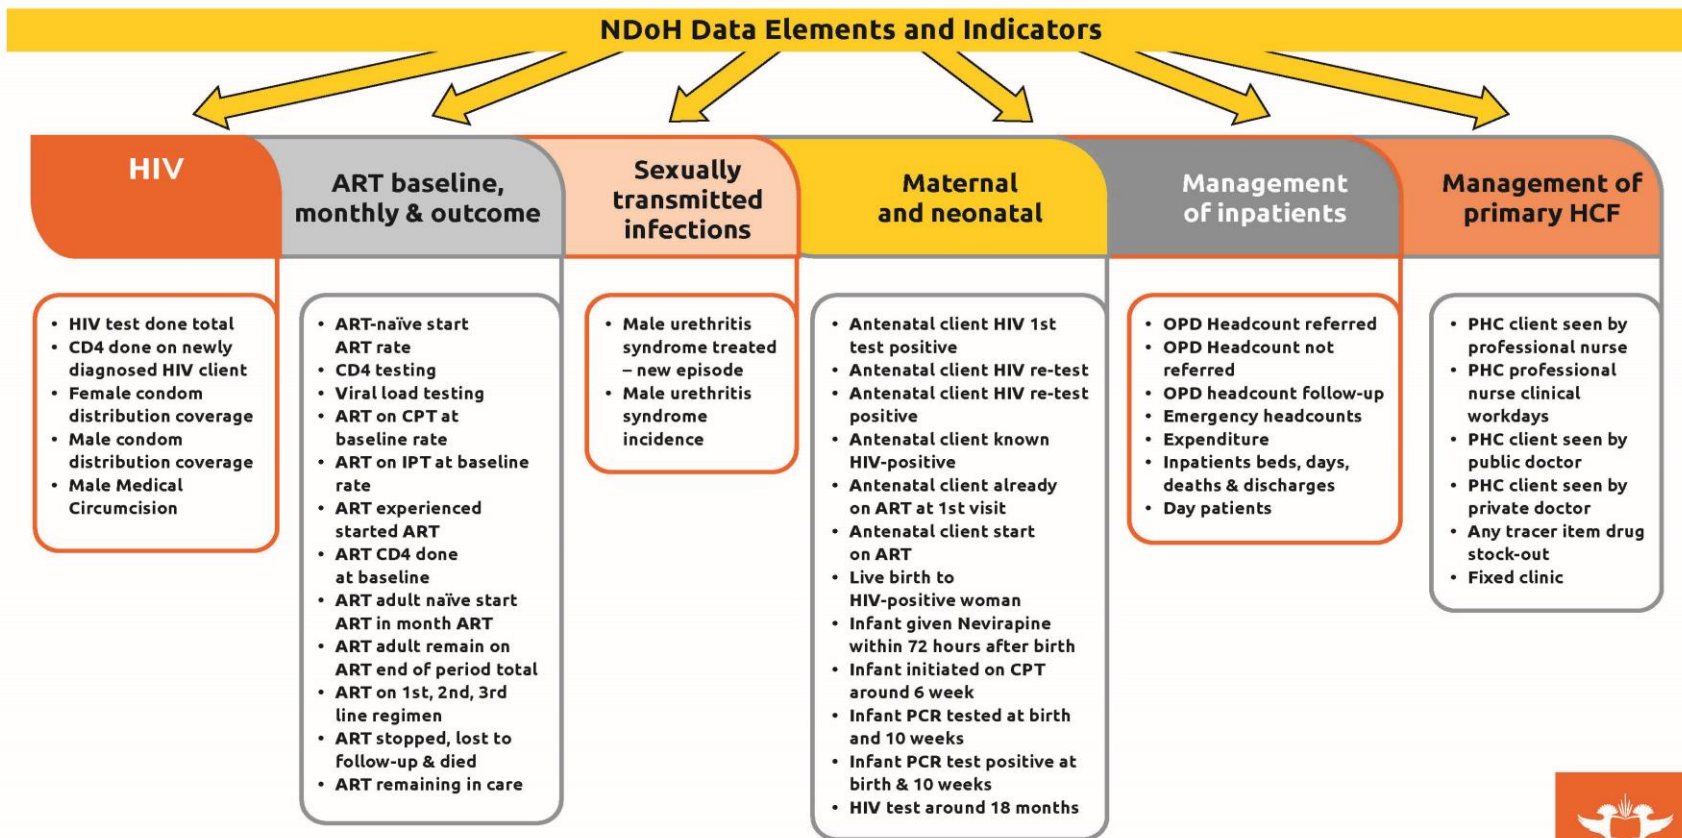 NDoH Data Elements and Indicators
HIV
• HIV test done total
• CD4 done on newly
diagnosed HIV client
• Female condom
distribution coverage
• Male condom
distribution coverage
• Male Medical
Circumcision
ART baseline,
monthly & outcome
• ART-naïve start
ART rate
• CD4 testing
• Viral load testing
• ART on CPT at
baseline rate
• ART on IPT at baseline
rate
• ART experienced
started ART
• ART CD4 done
at baseline
• ART adult naïve start
ART in month ART
• ART adult remain on
ART end of period total
• ART on 1st, 2nd, 3rd
line regimen
• ART stopped, lost to
follow-up & died
• ART remaining in care
Sexually
transmitted
infections
• Male urethritis
syndrome treated
– new episode
• Male urethritis
syndrome
incidence
Maternal
and neonatal
• Antenatal client HIV 1st
test positive
• Antenatal client HIV re-test
• Antenatal client HIV re-test
positive
• Antenatal client known
HIV-positive
• Antenatal client already
on ART at 1st visit
• Antenatal client start
on ART
• Live birth to
HIV-positive woman
• Infant given Nevirapine
within 72 hours after birth
• Infant initiated on CPT
around 6 week
• Infant PCR tested at birth
and 10 weeks
• Infant PCR test positive at
birth & 10 weeks
• HIV test around 18 months
Management
of inpatients
• OPD Headcount referred
• OPD Headcount not
referred
• OPD headcount follow-up
• Emergency headcounts
• Expenditure
• Inpatients beds, days,
deaths & discharges
• Day patients
Management of
primary HCF
• PHC client seen by
professional nurse
• PHC professional
nurse clinical
workdays
• PHC client seen by
public doctor
• PHC client seen by
private doctor
• Any tracer item drug
stock-out
• Fixed clinic